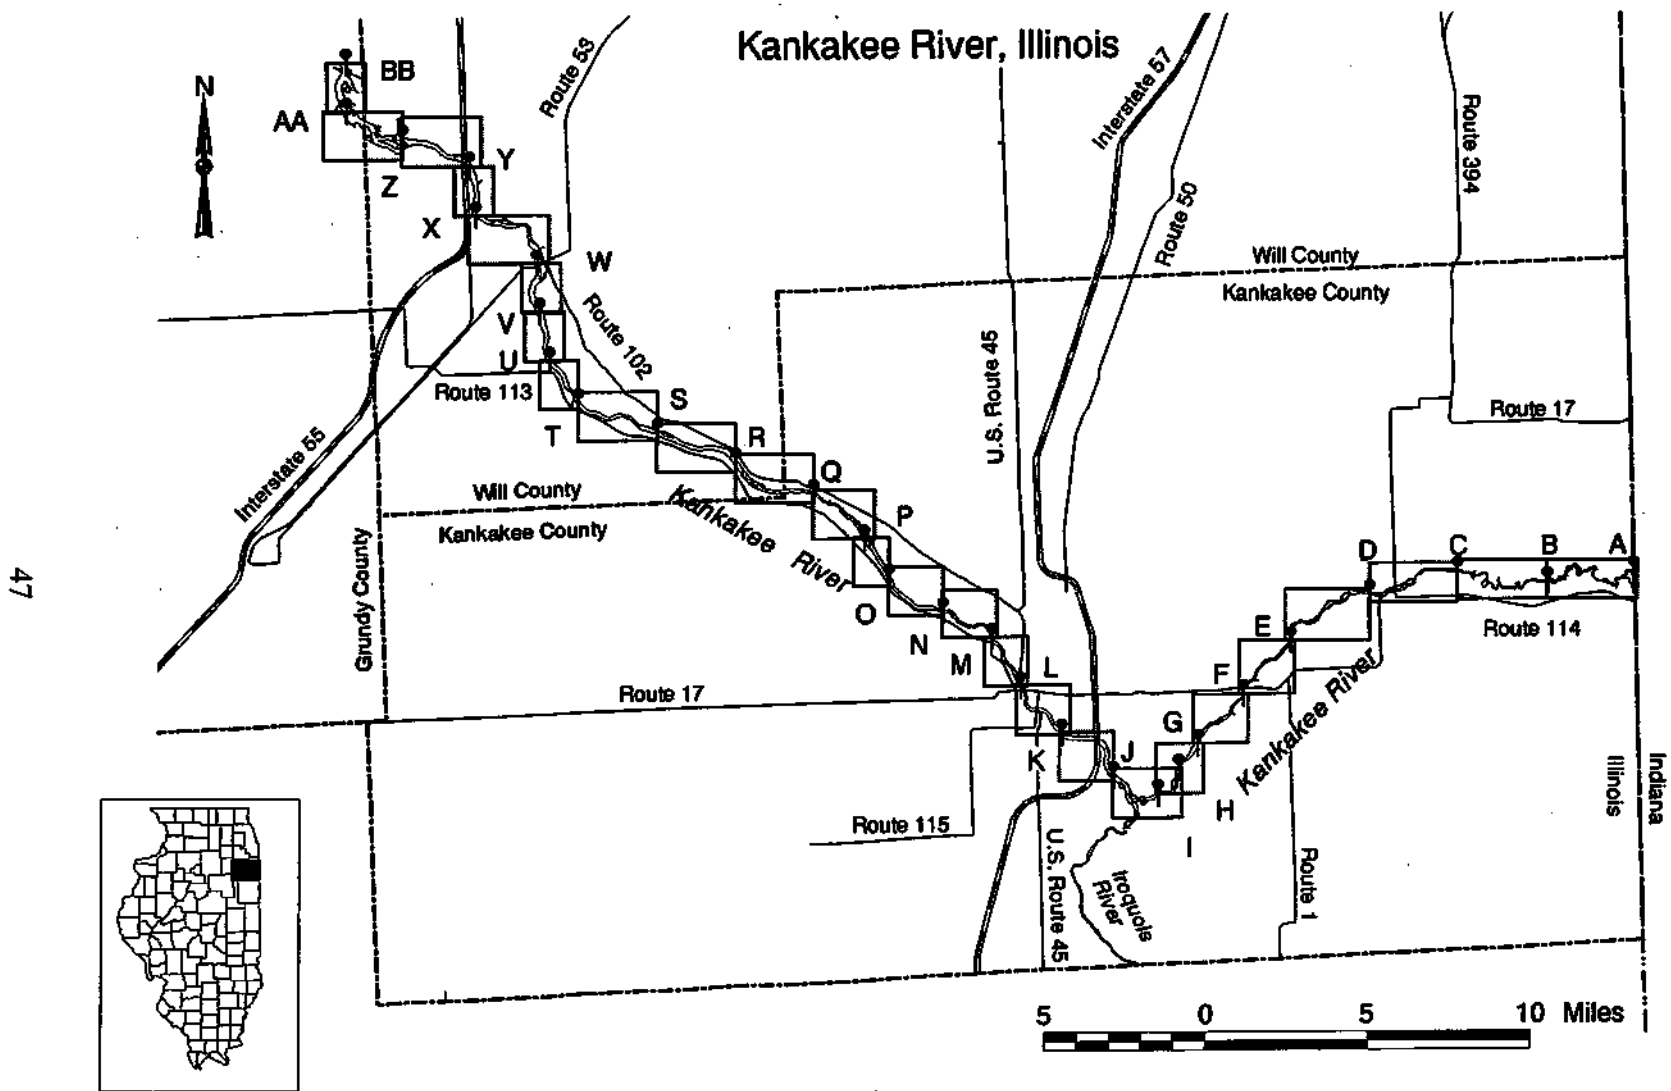 Kankakee River, Illinois
N
BB
AA
Z
Y
X
W
V
U
T
S
R
Q
P
O
N
M
L
K
J
I
H
G
F
E
D
C
B
A
Route 53
Interstate 57
Route 50
Route 394
Will County
Kankakee County
Route 102
U.S. Route 45
Route 113
Route 17
Interstate 55
Will County
Kankakee County
Kankakee River
Grundy County
Route 114
Route 17
Kankakee River
Illinois
Indiana
Route 115
U.S. Route 45
Iroquois
River
Route 1
5 0 5 10 Miles
47